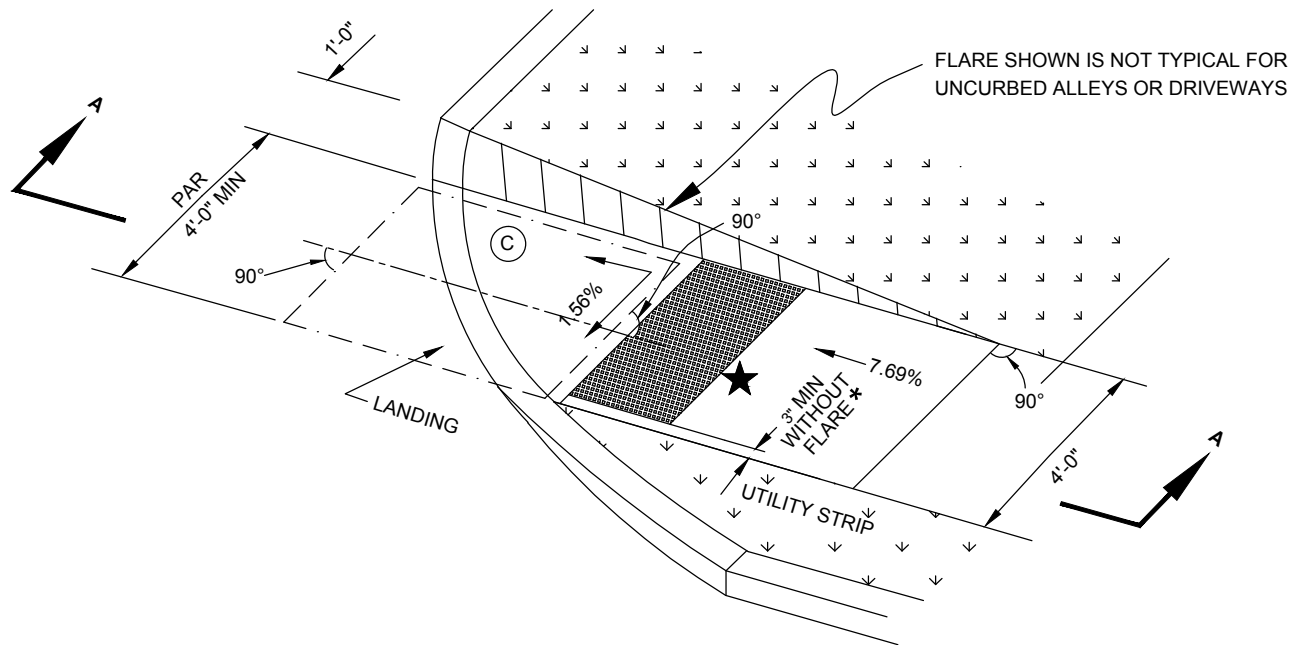 1'-0"
FLARE SHOWN IS NOT TYPICAL FOR
UNCURBED ALLEYS OR DRIVEWAYS
A
PAR
4'-0" MIN
90°
C
90°
1.56%
7.69%
3" MIN
WITHOUT
FLARE*
90°
LANDING
4'-0"
A
UTILITY STRIP